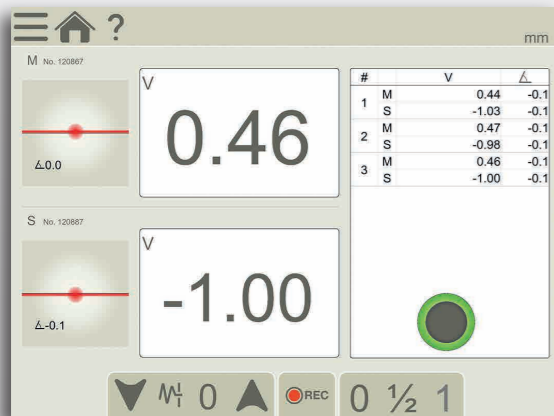 ?
mm
M No. 120867
V
0.46
∡0.0
S No. 120867
V
-1.00
∡-0.1
# V ∡
1 M 0.44 -0.1
S -1.03 -0.1
2 M 0.47 -0.1
S -0.98 -0.1
3 M 0.46 -0.1
S -1.00 -0.1
0 REC 0 ½ 1